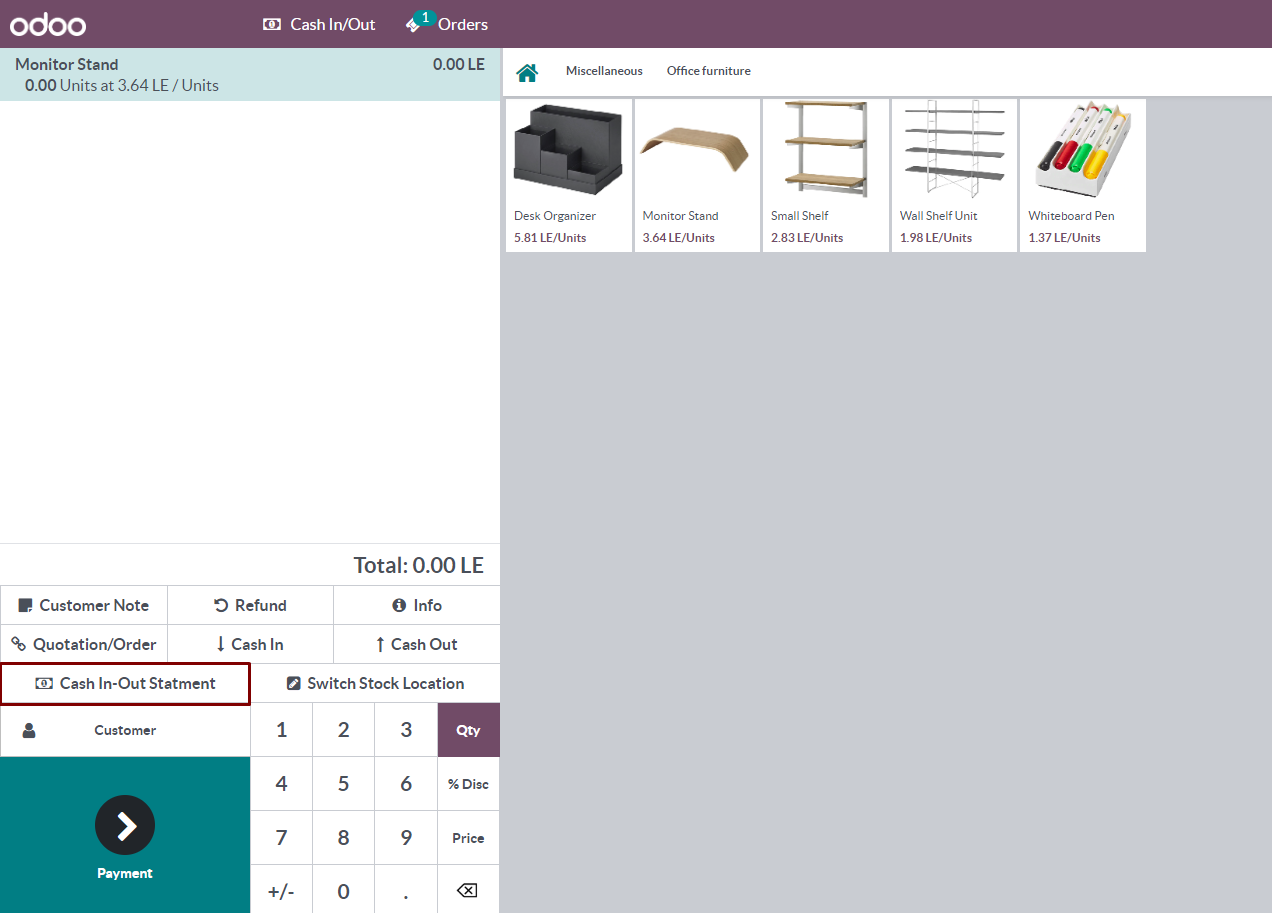 odoo
Cash In/Out
1
Orders
Monitor Stand 0.00 LE
0.00 Units at 3.64 LE / Units
Miscellaneous
Office furniture
Desk Organizer
5.81 LE/Units
Monitor Stand
3.64 LE/Units
Small Shelf
2.83 LE/Units
Wall Shelf Unit
1.98 LE/Units
Whiteboard Pen
1.37 LE/Units
Total: 0.00 LE
Customer Note
Refund
Info
Quotation/Order
Cash In
Cash Out
Cash In-Out Statment
Switch Stock Location
Customer
1 2 3 Qty
4 5 6 % Disc
7 8 9 Price
+/- 0 .
Payment